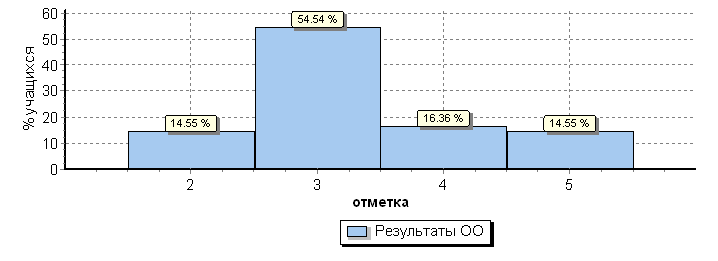 60
50
40
30
20
10
0
% учащихся
14.55 %
54.54 %
16.36 %
14.55 %
2 3 4 5
отметка
Результаты ОО